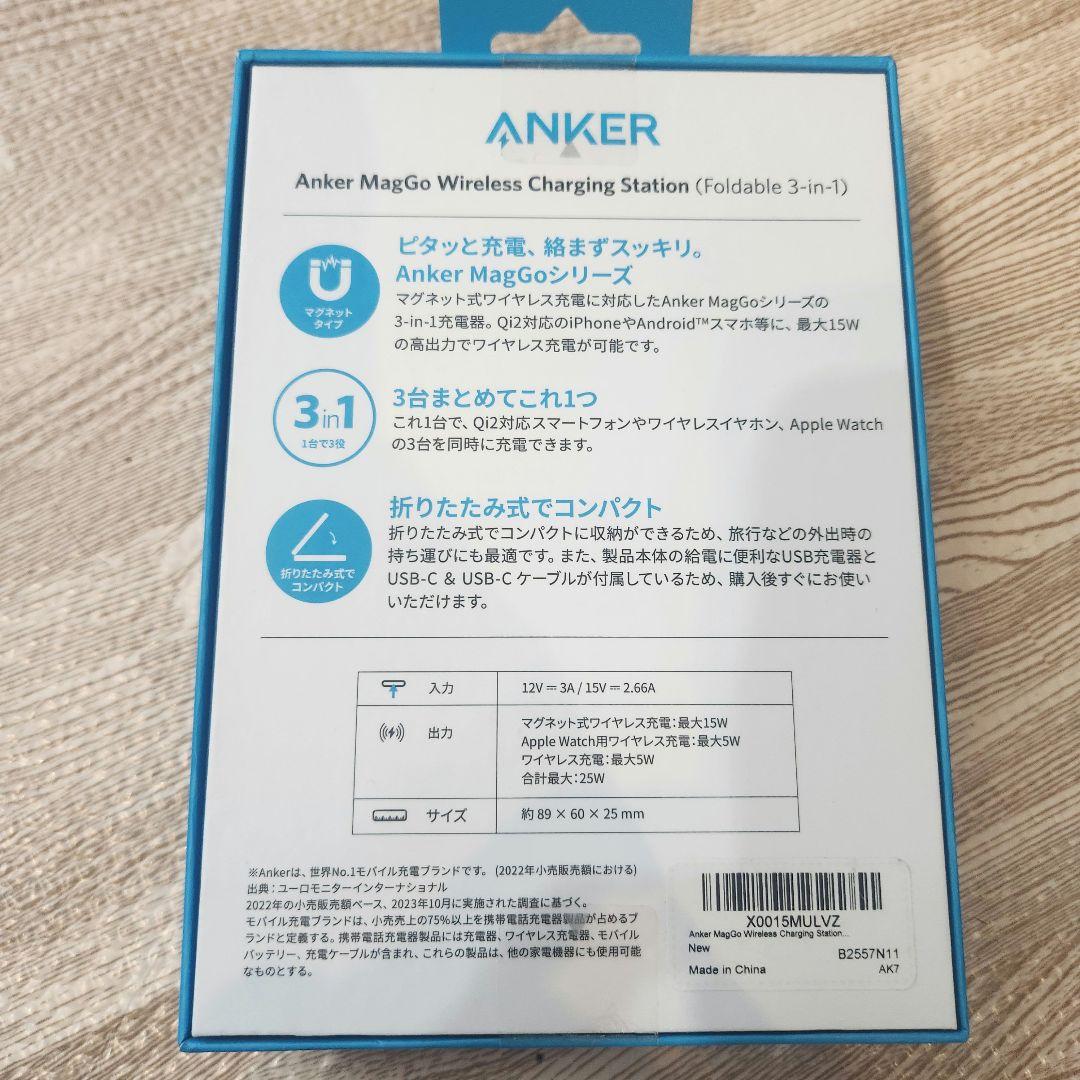 ANKER
Anker MagGo Wireless Charging Station (Foldable 3-in-1)
マグネット
タイプ
ピタッと充電、絡まずスッキリ。
Anker MagGoシリーズ
マグネット式ワイヤレス充電に対応したAnker MagGoシリーズの
3-in-1充電器。Qi2対応のiPhoneやAndroid™スマホ等に、最大15W
の高出力でワイヤレス充電が可能です。
3in1
1台で3役
3台まとめてこれ1つ
これ1台で、Qi2対応スマートフォンやワイヤレスイヤホン、Apple Watch
の3台を同時に充電できます。
折りたたみ式で
コンパクト
折りたたみ式でコンパクト
折りたたみ式でコンパクトに収納ができるため、旅行などの外出時の
持ち運びにも最適です。また、製品本体の給電に便利なUSB充電器と
USB-C & USB-C ケーブルが付属しているため、購入後すぐにお使い
いただけます。
入力 12V ⎓ 3A / 15V ⎓ 2.66A
出力 マグネット式ワイヤレス充電：最大15W
Apple Watch用ワイヤレス充電：最大5W
ワイヤレス充電：最大5W
合計最大：25W
サイズ 約 89 × 60 × 25 mm
※Ankerは、世界No.1モバイル充電ブランドです。(2022年小売販売額における)
出典：ユーロモニターインターナショナル
2022年の小売販売額ベース、2023年10月に実施された調査に基づく。
モバイル充電ブランドは、小売売上の75%以上を携帯電話充電器製品が占めるブ
ランドと定義する。携帯電話充電器製品には充電器、ワイヤレス充電器、モバイル
バッテリー、充電ケーブルが含まれ、これらの製品は、他の家電機器にも使用可能
なものとする。
X0015MULVZ
Anker MagGo Wireless Charging Station...
New
B2557N11
Made in China
AK7